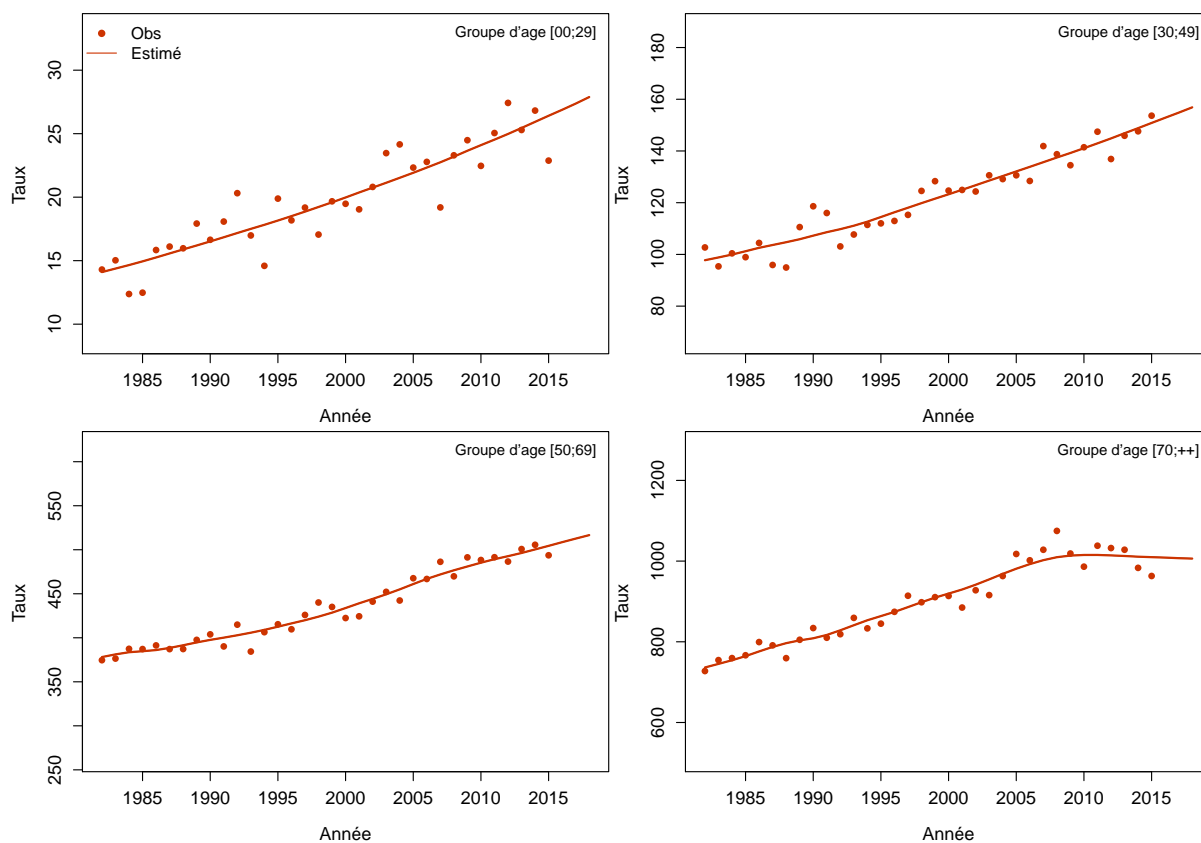 Obs
Estimé
Groupe d'age [00;29]
Taux
10
15
20
25
30
1985 1990 1995 2000 2005 2010 2015
Année
Groupe d'age [30;49]
Taux
60
80
100
120
140
160
180
1985 1990 1995 2000 2005 2010 2015
Année
Groupe d'age [50;69]
Taux
250
350
450
550
1985 1990 1995 2000 2005 2010 2015
Année
Groupe d'age [70;++]
Taux
600
800
1000
1200
1985 1990 1995 2000 2005 2010 2015
Année